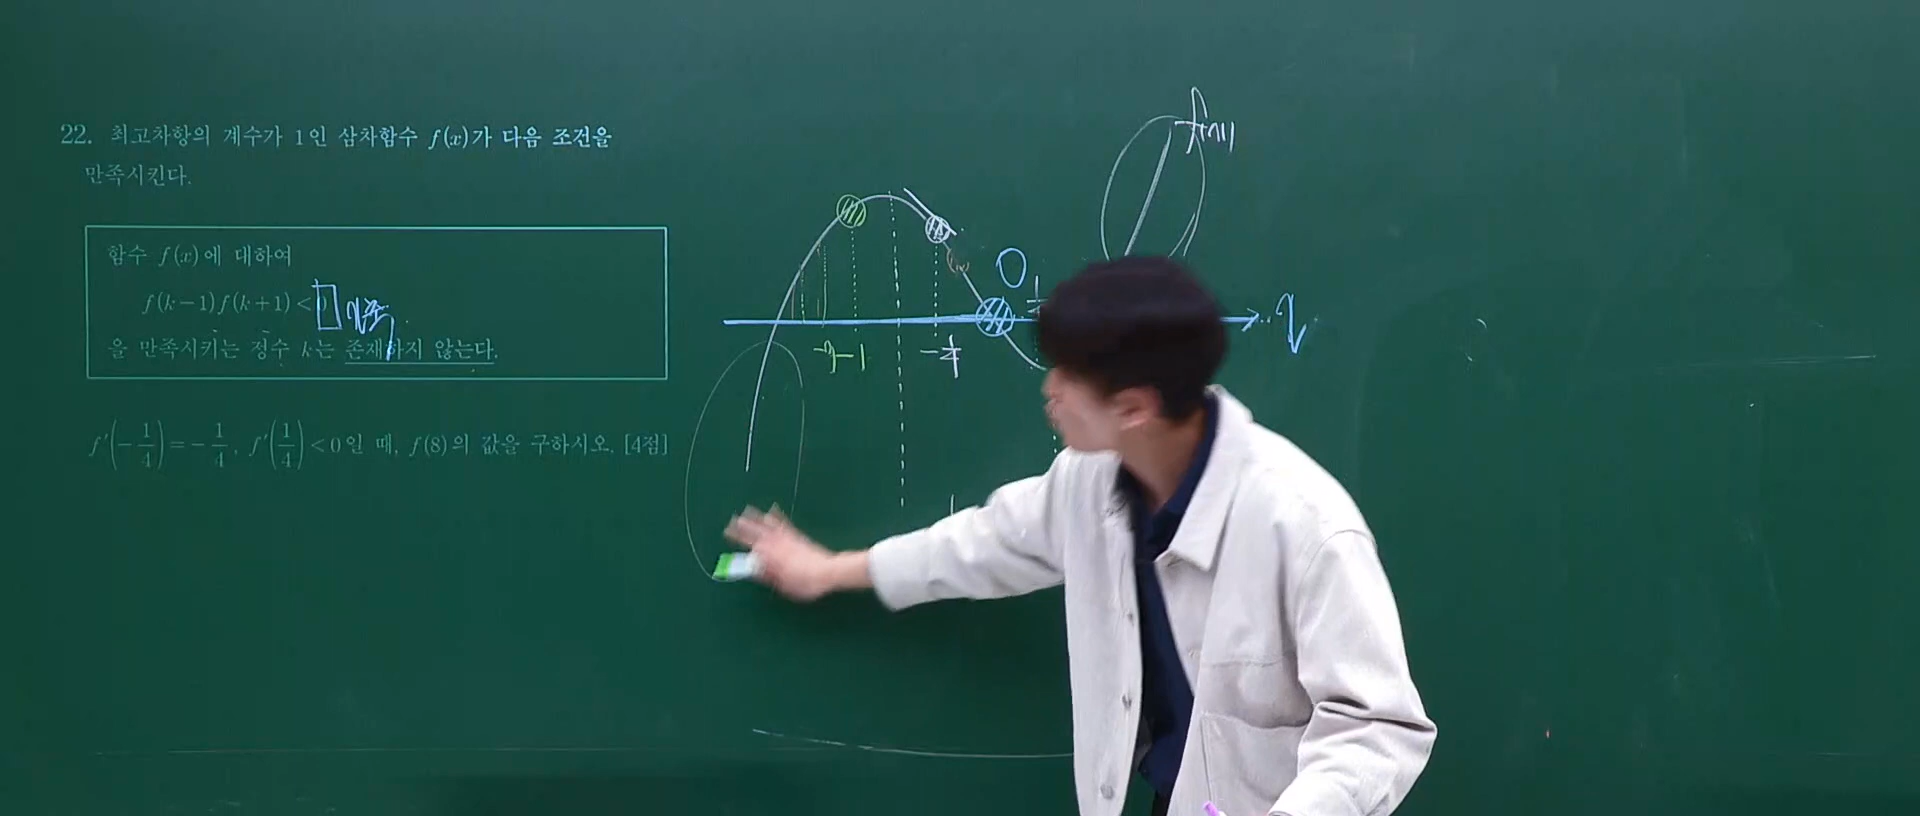 22. 최고차항의 계수가 1인 삼차함수 f(x)가 다음 조건을
만족시킨다.
함수 f(x)에 대하여
f(k-1)f(k+1)<
을 만족시키는 정수 k는 존재하지 않는다.
f'(-1/4)=-1/4, f'(1/4)<0일 때, f(8)의 값을 구하시오. [4점]
f(x)
0
-1
-1/4